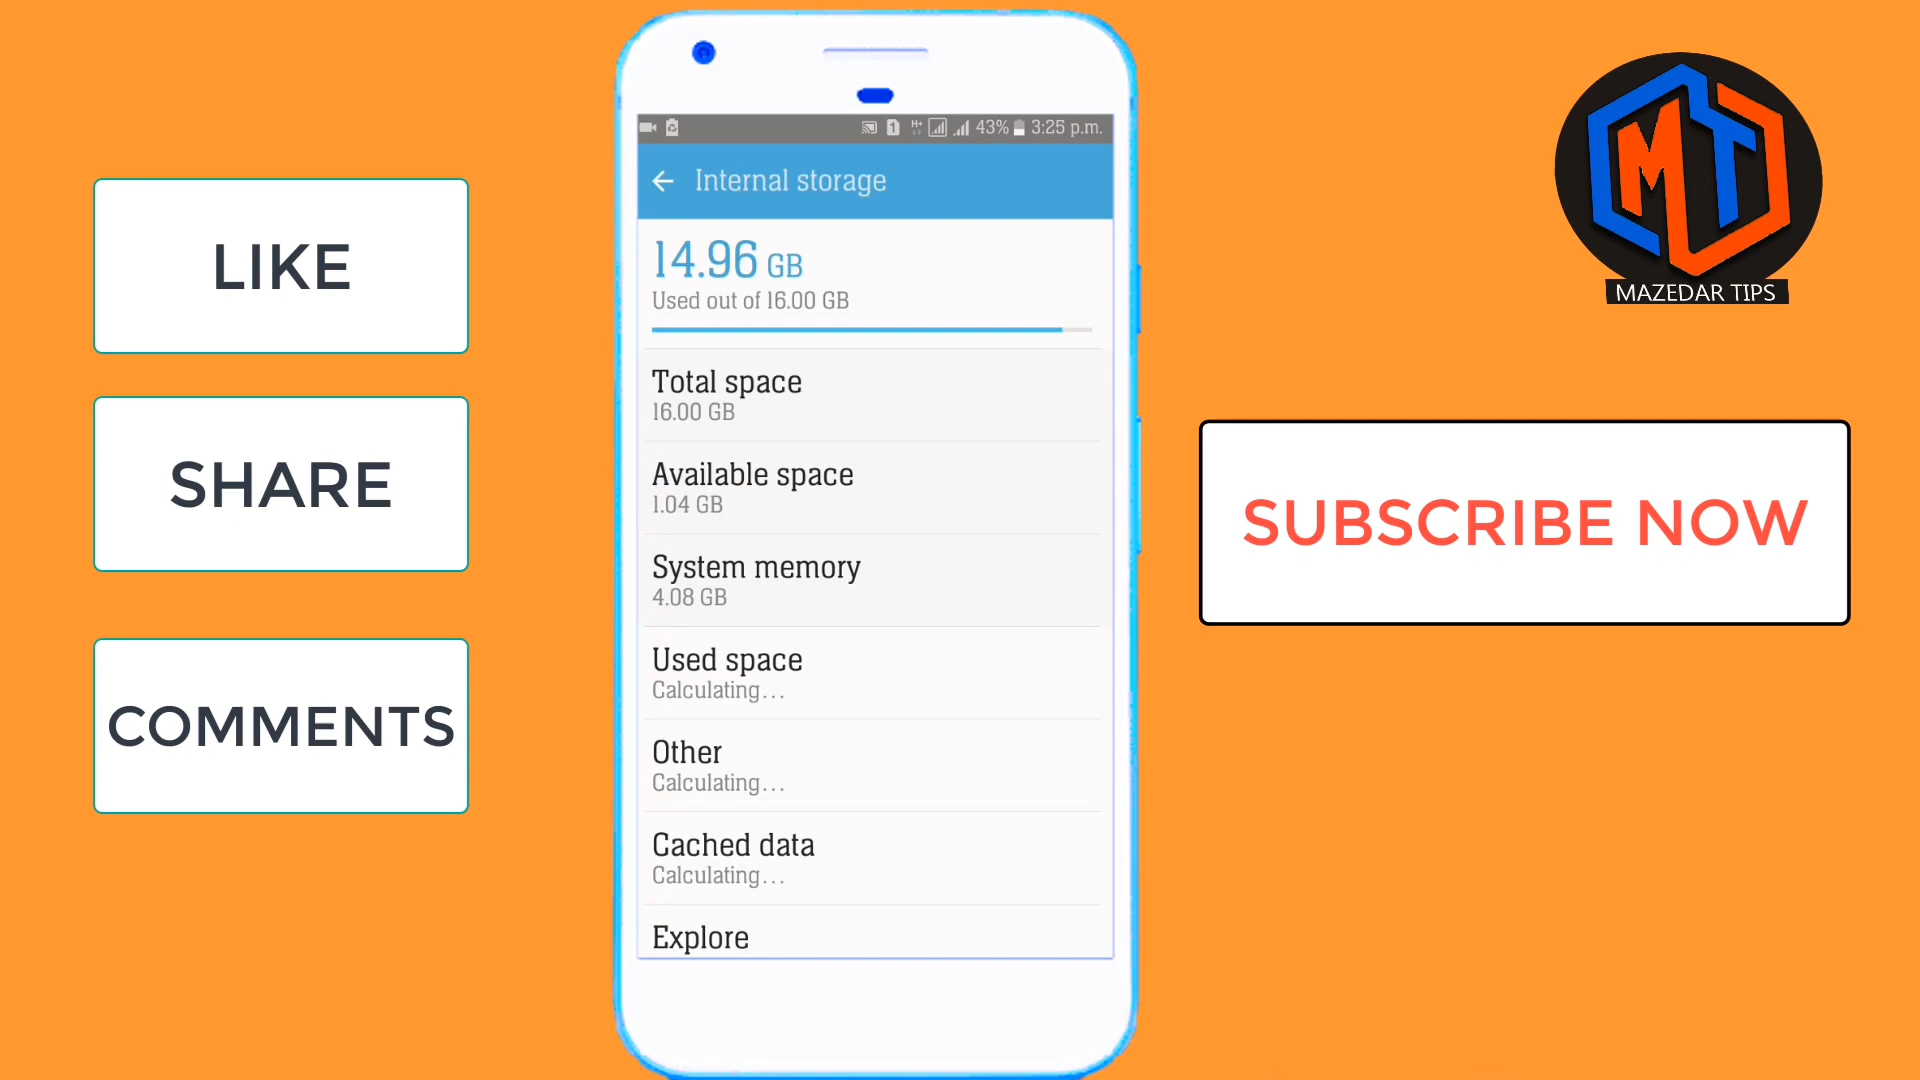 LIKE
SHARE
COMMENTS
1 H+ 43% 3:25 p.m.
Internal storage
14.96 GB
Used out of 16.00 GB
Total space
16.00 GB
Available space
1.04 GB
System memory
4.08 GB
Used space
Calculating...
Other
Calculating...
Cached data
Calculating...
Explore
MT
MAZEDAR TIPS
SUBSCRIBE NOW